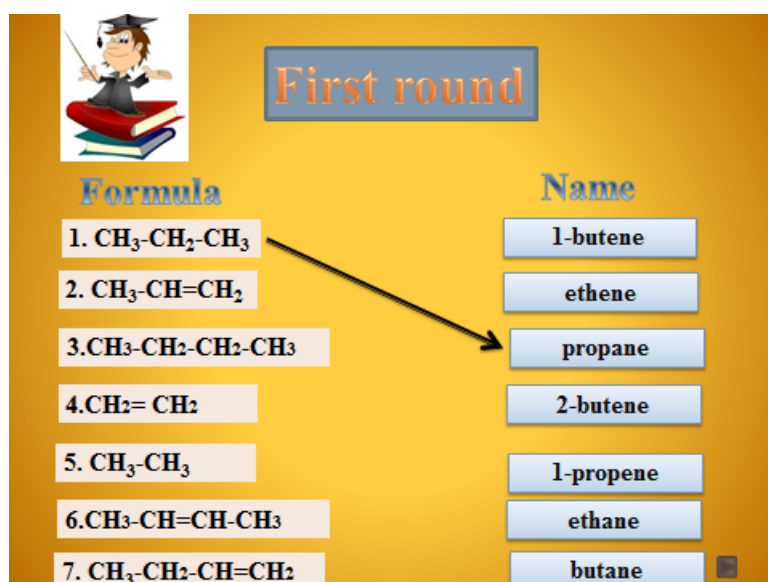 First round
Formula
Name
1. CH₃-CH₂-CH₃
1-butene
2. CH₃-CH=CH₂
ethene
3.CH3-CH2-CH2-CH3
propane
4.CH2= CH2
2-butene
5. CH₃-CH₃
1-propene
6.CH3-CH=CH-CH3
ethane
7. CH₃-CH2-CH=CH2
butane